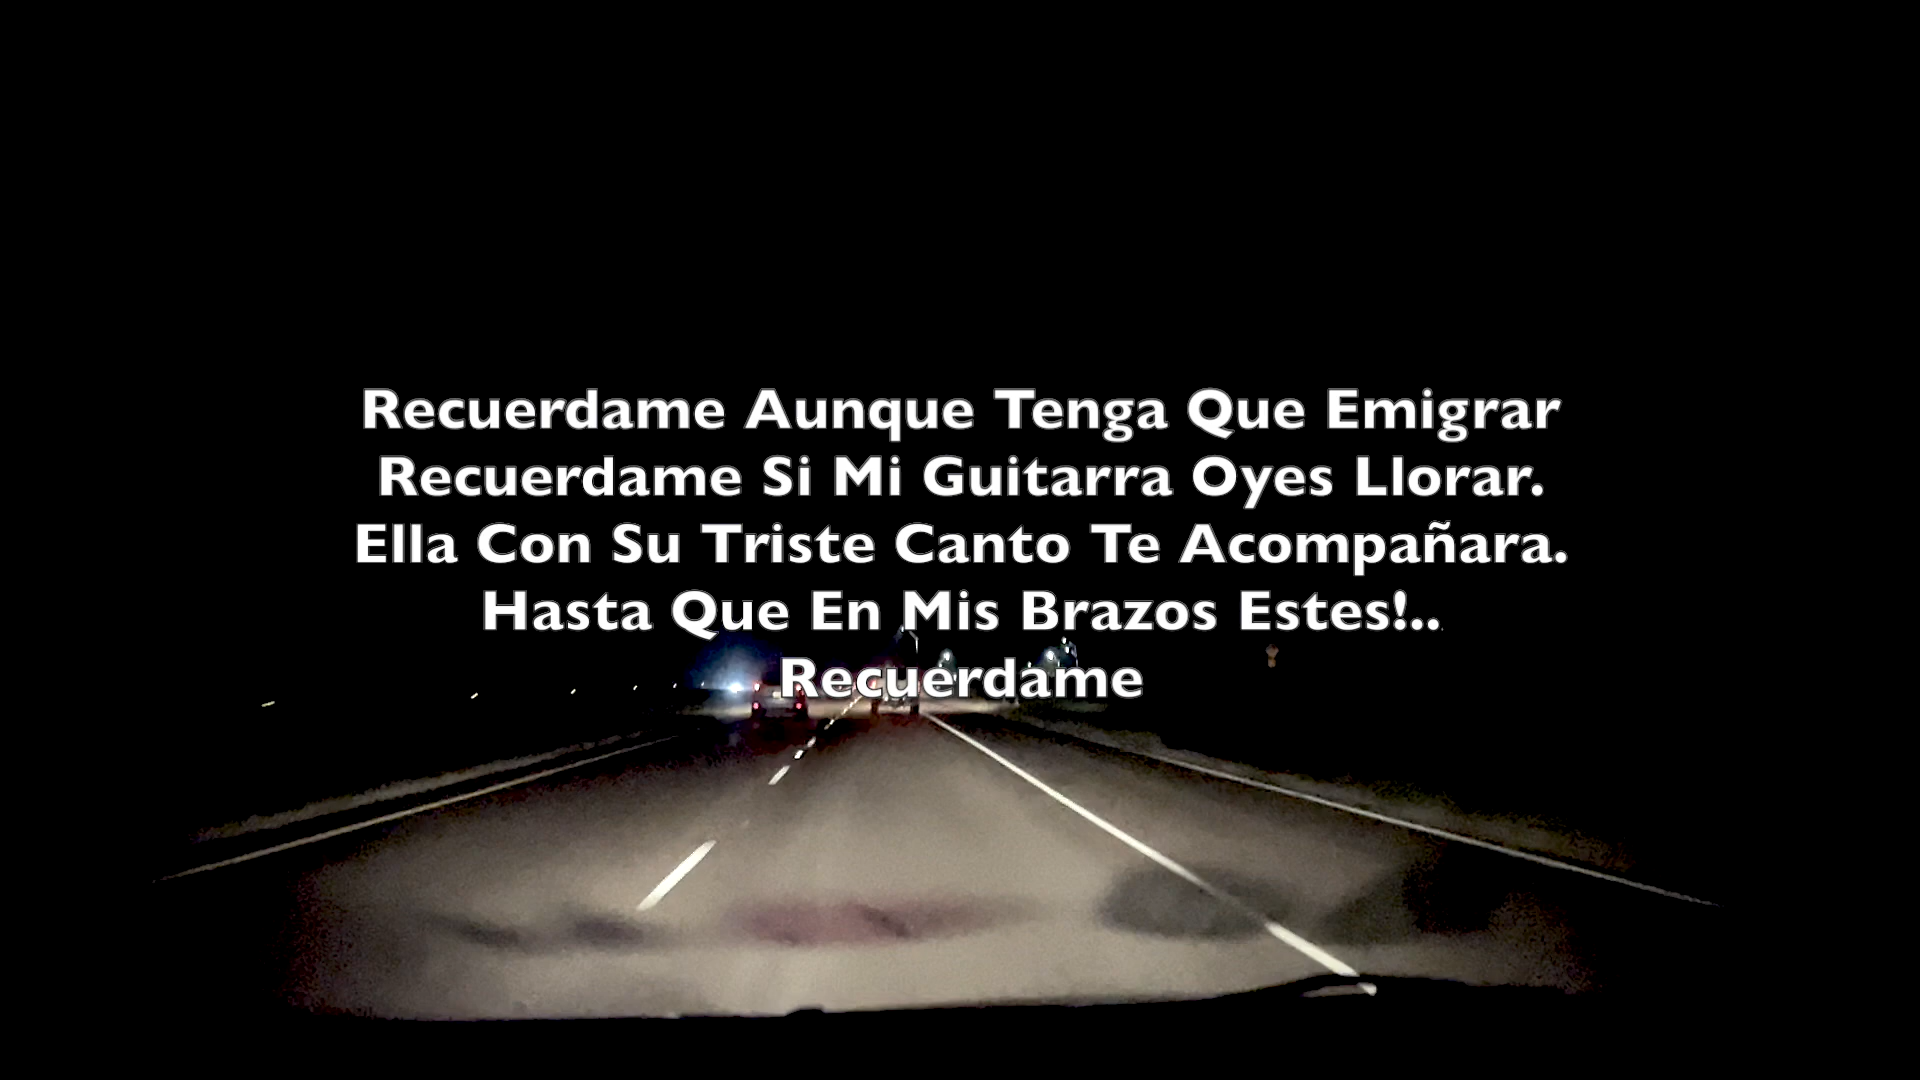 Recuerdame Aunque Tenga Que Emigrar
Recuerdame Si Mi Guitarra Oyes Llorar.
Ella Con Su Triste Canto Te Acompañara.
Hasta Que En Mis Brazos Estes!..
Recuerdame